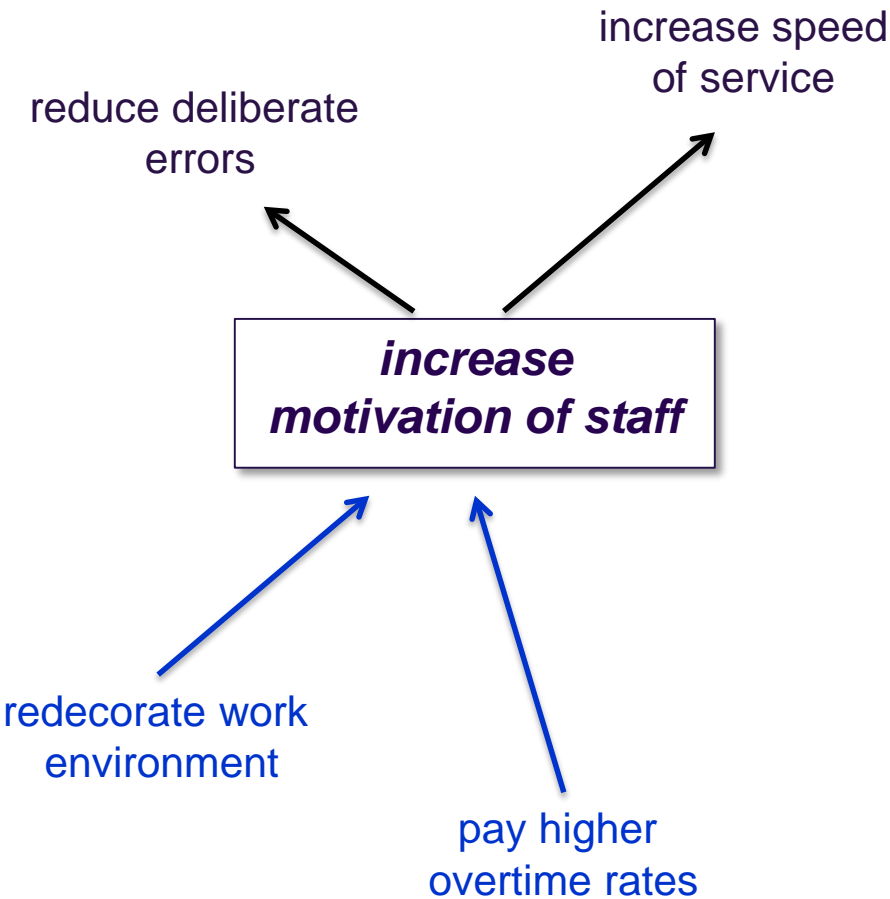 increase speed
of service
reduce deliberate
errors
increase
motivation of staff
redecorate work
environment
pay higher
overtime rates